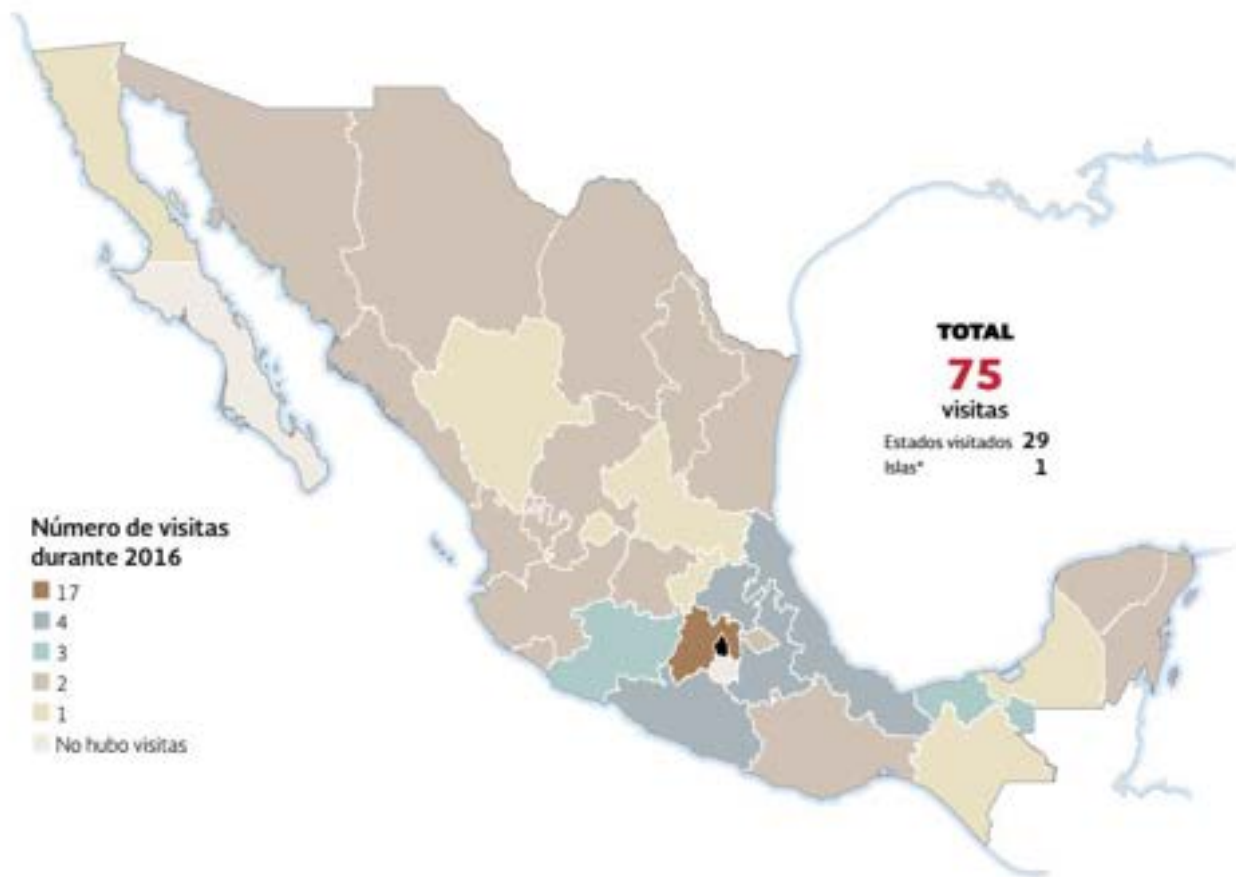 TOTAL
75
visitas
Estados visitados 29
Islas* 1
Número de visitas
durante 2016
17
4
3
2
1
No hubo visitas